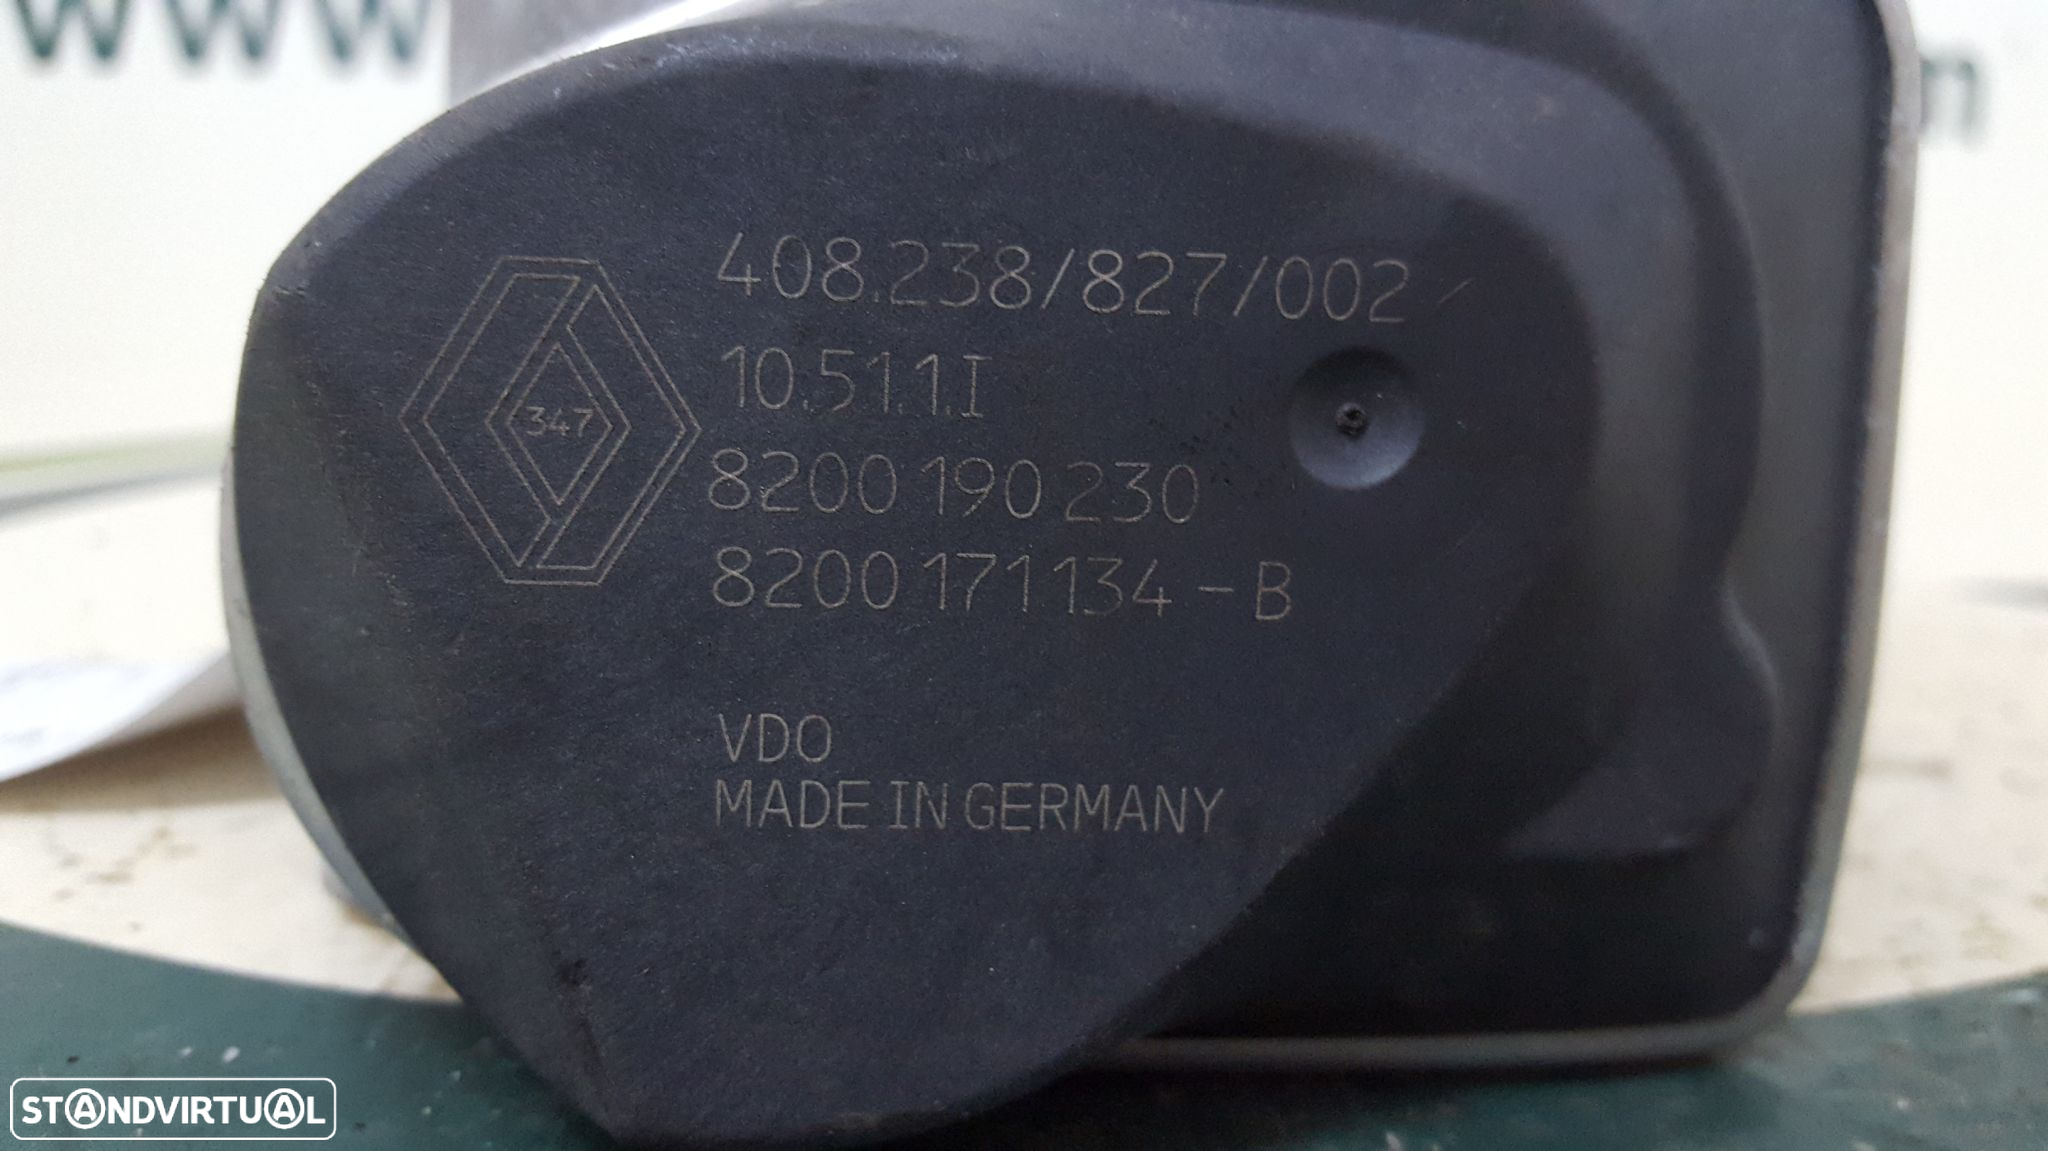 www
m
408.238/827/002
10.51.1.I
347
8200 190 230
8200 171 134 - B
VDO
MADE IN GERMANY
STANDVIRTUAL